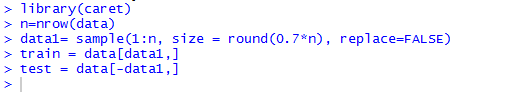 > library(caret)
> n=nrow(data)
> data1= sample(1:n, size = round(0.7*n), replace=FALSE)
> train = data[data1,]
> test = data[-data1,]
>